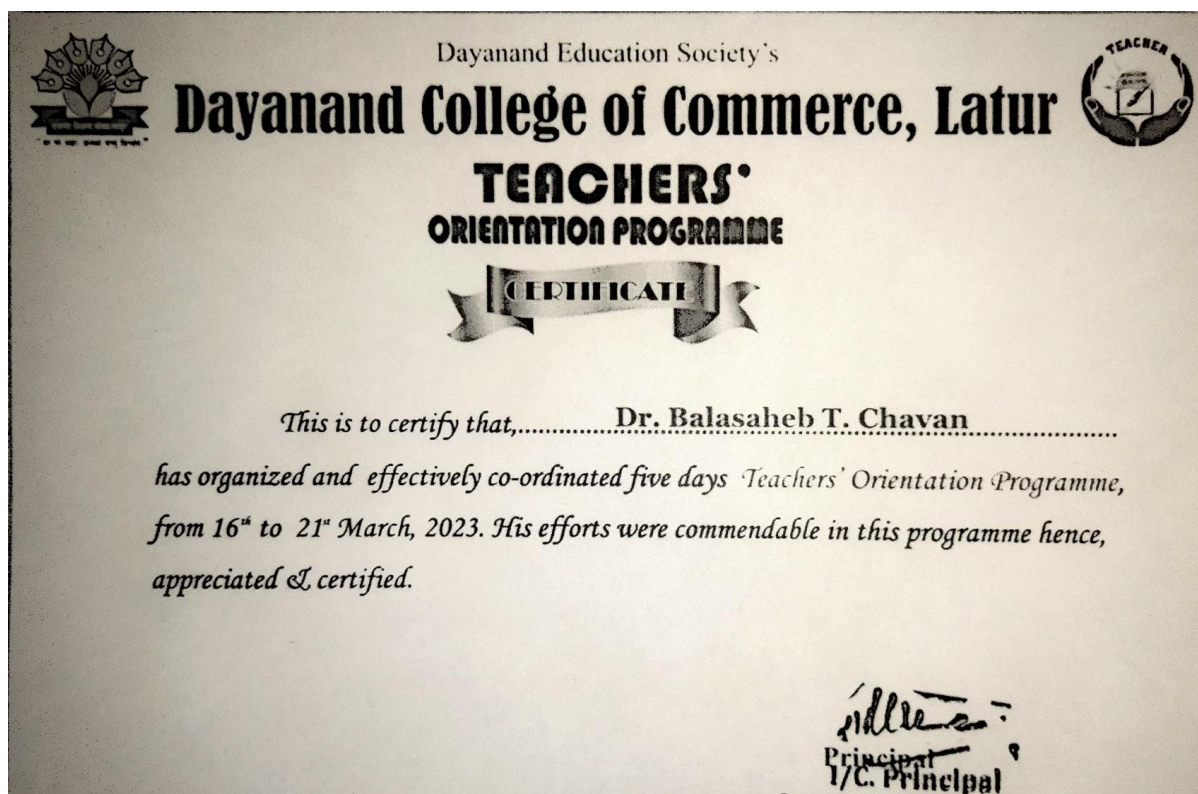 Dayanand Education Society's
Dayanand College of Commerce, Latur
TEACHER
TEACHERS'
ORIENTATION PROGRAMME
CERTIFICATE
This is to certify that,.............Dr. Balasaheb T. Chavan....................
has organized and effectively co-ordinated five days Teachers' Orientation Programme,
from 16th to 21st March, 2023. His efforts were commendable in this programme hence,
appreciated & certified.
Principal
I/C. Principal